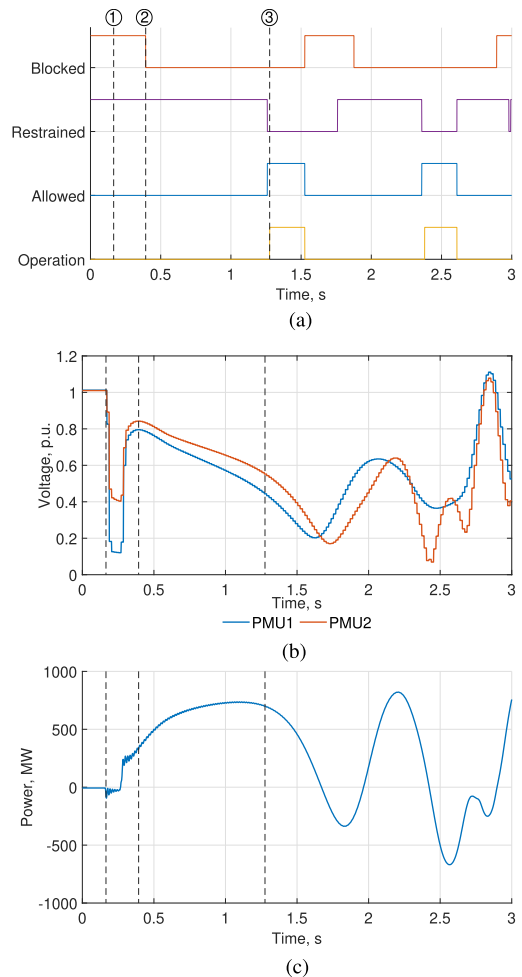 ① ② ③
Blocked
Restrained
Allowed
Operation
0 0.5 1 1.5 2 2.5 3
Time, s
(a)
1.2
1
0.8
0.6
0.4
0.2
0
Voltage, p.u.
0 0.5 1 1.5 2 2.5 3
Time, s
PMU1 PMU2
(b)
1000
500
0
-500
-1000
Power, MW
0 0.5 1 1.5 2 2.5 3
Time, s
(c)